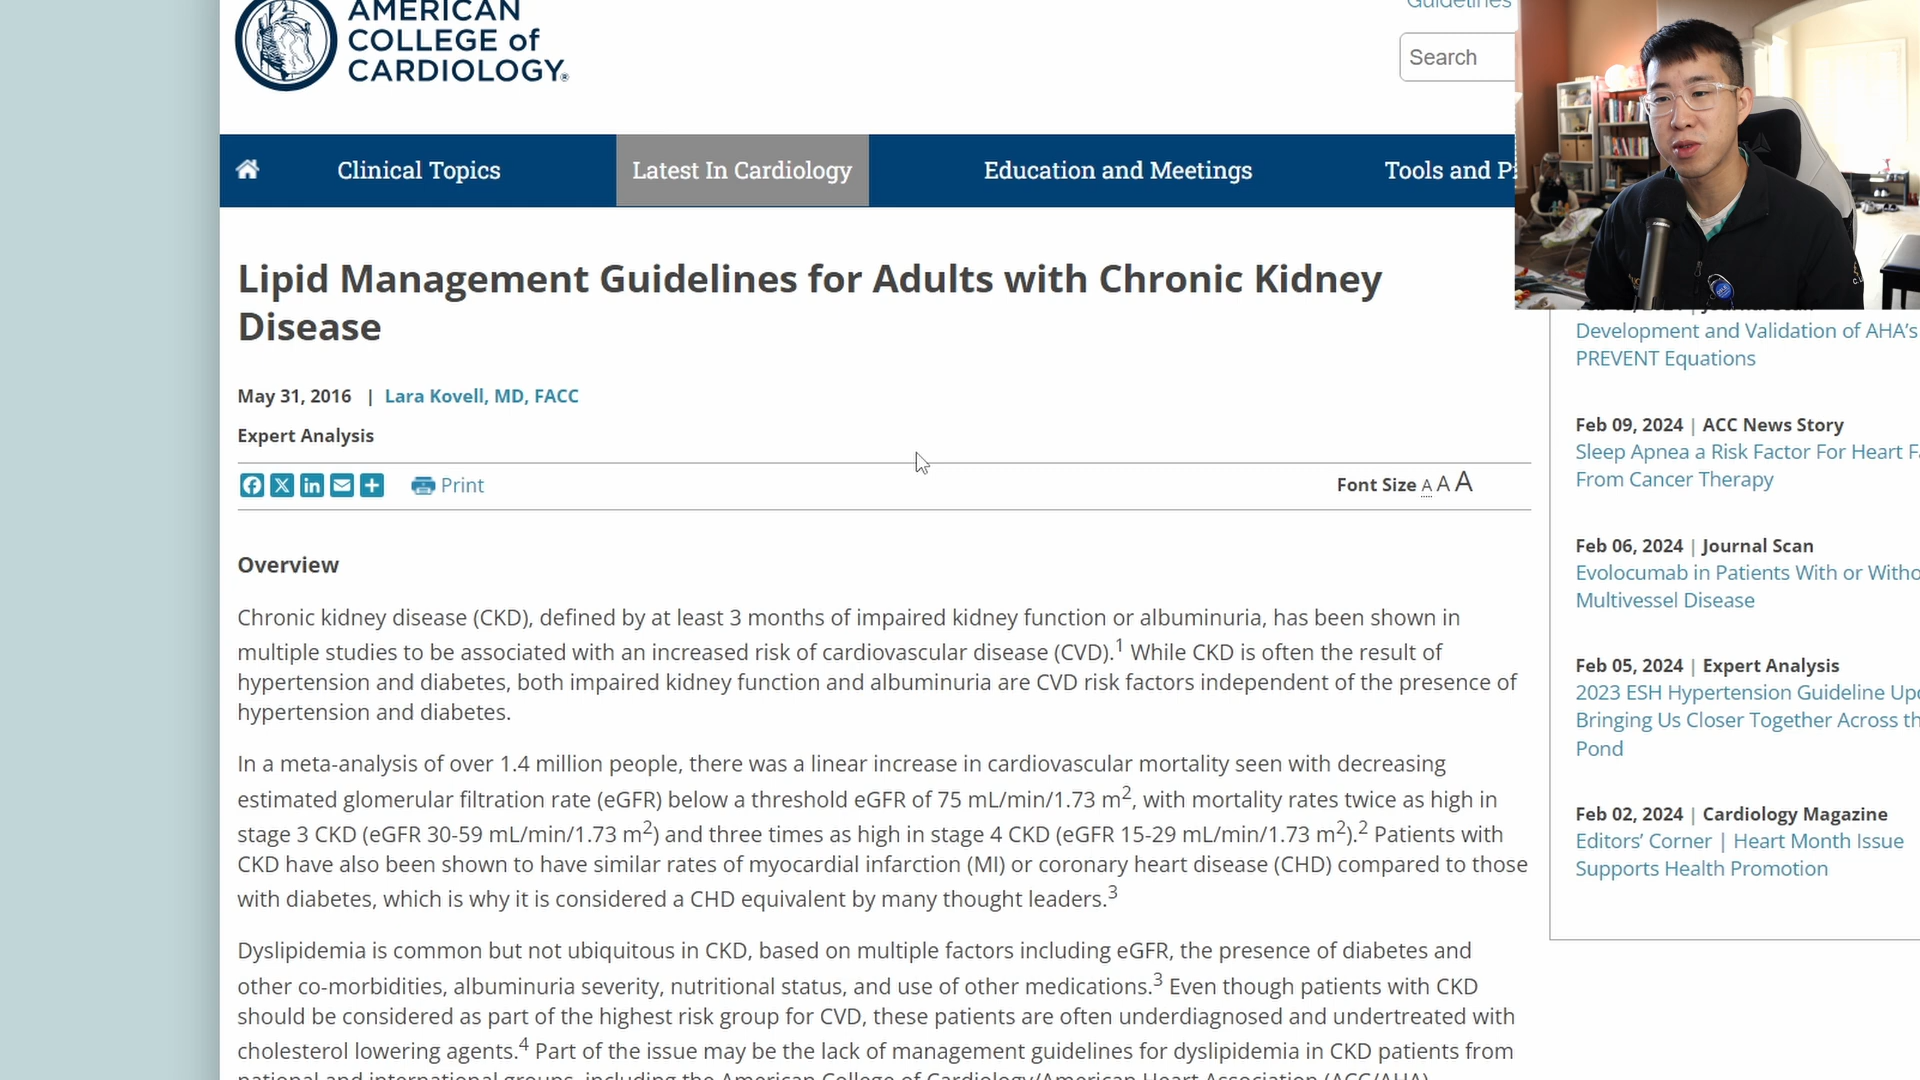 AMERICAN
COLLEGE of
CARDIOLOGY®
Guidelines
Search
Clinical Topics
Latest In Cardiology
Education and Meetings
Tools and P
Lipid Management Guidelines for Adults with Chronic Kidney
Disease
May 31, 2016 | Lara Kovell, MD, FACC
Expert Analysis
Print
Font Size A A A
Overview
Chronic kidney disease (CKD), defined by at least 3 months of impaired kidney function or albuminuria, has been shown in
multiple studies to be associated with an increased risk of cardiovascular disease (CVD).1 While CKD is often the result of
hypertension and diabetes, both impaired kidney function and albuminuria are CVD risk factors independent of the presence of
hypertension and diabetes.
In a meta-analysis of over 1.4 million people, there was a linear increase in cardiovascular mortality seen with decreasing
estimated glomerular filtration rate (eGFR) below a threshold eGFR of 75 mL/min/1.73 m2, with mortality rates twice as high in
stage 3 CKD (eGFR 30-59 mL/min/1.73 m2) and three times as high in stage 4 CKD (eGFR 15-29 mL/min/1.73 m2).2 Patients with
CKD have also been shown to have similar rates of myocardial infarction (MI) or coronary heart disease (CHD) compared to those
with diabetes, which is why it is considered a CHD equivalent by many thought leaders.3
Dyslipidemia is common but not ubiquitous in CKD, based on multiple factors including eGFR, the presence of diabetes and
other co-morbidities, albuminuria severity, nutritional status, and use of other medications.3 Even though patients with CKD
should be considered as part of the highest risk group for CVD, these patients are often underdiagnosed and undertreated with
cholesterol lowering agents.4 Part of the issue may be the lack of management guidelines for dyslipidemia in CKD patients from
national and international groups, including the American College of Cardiology/American Heart Association (ACC/AHA)
Development and Validation of AHA's
PREVENT Equations
Feb 09, 2024 | ACC News Story
Sleep Apnea a Risk Factor For Heart F
From Cancer Therapy
Feb 06, 2024 | Journal Scan
Evolocumab in Patients With or Witho
Multivessel Disease
Feb 05, 2024 | Expert Analysis
2023 ESH Hypertension Guideline Up
Bringing Us Closer Together Across th
Pond
Feb 02, 2024 | Cardiology Magazine
Editors' Corner | Heart Month Issue
Supports Health Promotion